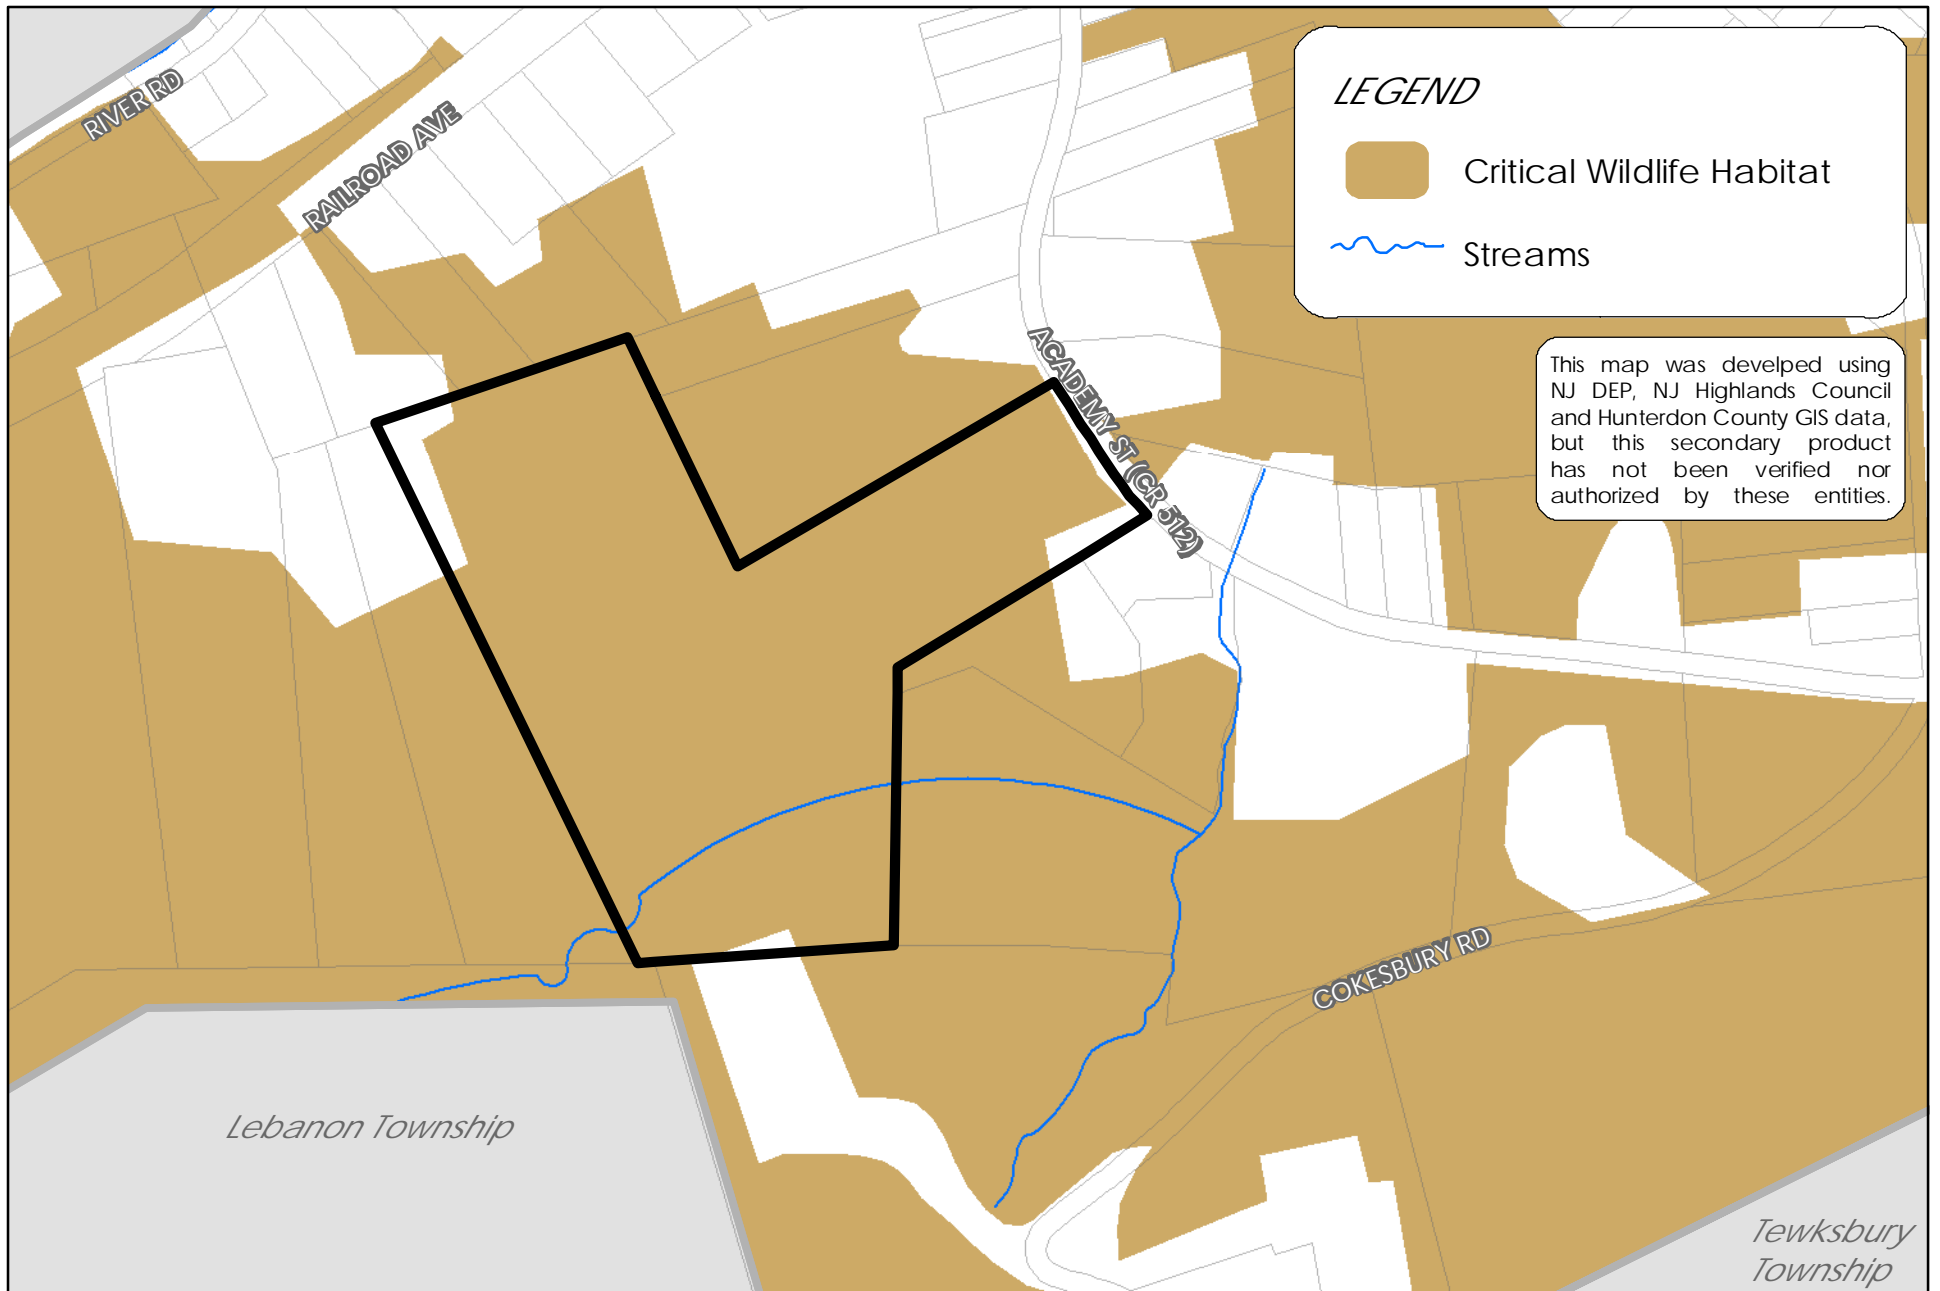 RIVER RD
RAILROAD AVE
LEGEND
Critical Wildlife Habitat
Streams
ACADEMY ST (CR 512)
This map was develped using
NJ DEP, NJ Highlands Council
and Hunterdon County GIS data,
but this secondary product
has not been verified nor
authorized by these entities.
COKESBURY RD
Lebanon Township
Tewksbury
Township